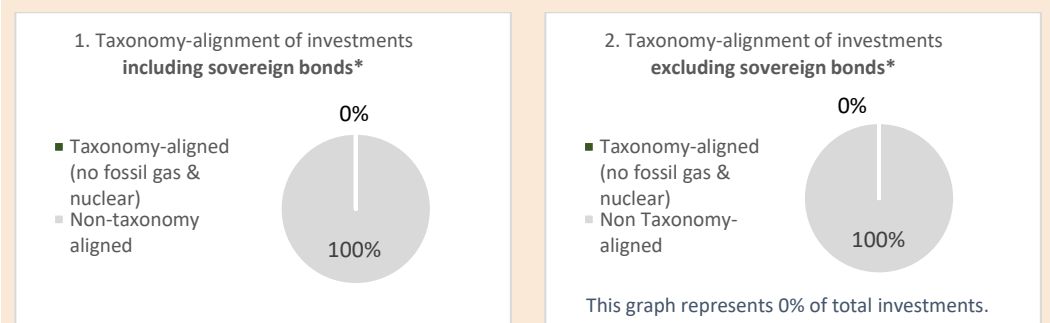 1. Taxonomy-alignment of investments
including sovereign bonds*
0%
Taxonomy-aligned
(no fossil gas &
nuclear)
Non-taxonomy
aligned
100%
2. Taxonomy-alignment of investments
excluding sovereign bonds*
0%
Taxonomy-aligned
(no fossil gas &
nuclear)
Non Taxonomy-
aligned
100%
This graph represents 0% of total investments.